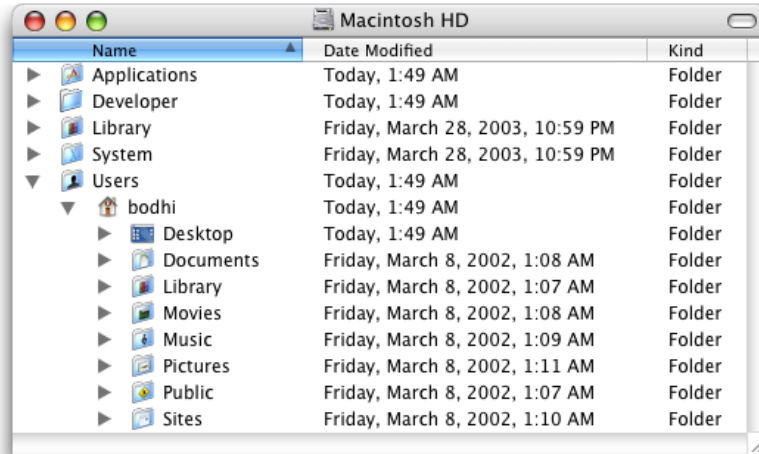 Macintosh HD
Name Date Modified Kind
Applications Today, 1:49 AM Folder
Developer Today, 1:49 AM Folder
Library Friday, March 28, 2003, 10:59 PM Folder
System Friday, March 28, 2003, 10:59 PM Folder
Users Today, 1:49 AM Folder
bodhi Today, 1:49 AM Folder
Desktop Today, 1:49 AM Folder
Documents Friday, March 8, 2002, 1:08 AM Folder
Library Friday, March 8, 2002, 1:07 AM Folder
Movies Friday, March 8, 2002, 1:08 AM Folder
Music Friday, March 8, 2002, 1:09 AM Folder
Pictures Friday, March 8, 2002, 1:11 AM Folder
Public Friday, March 8, 2002, 1:07 AM Folder
Sites Friday, March 8, 2002, 1:10 AM Folder